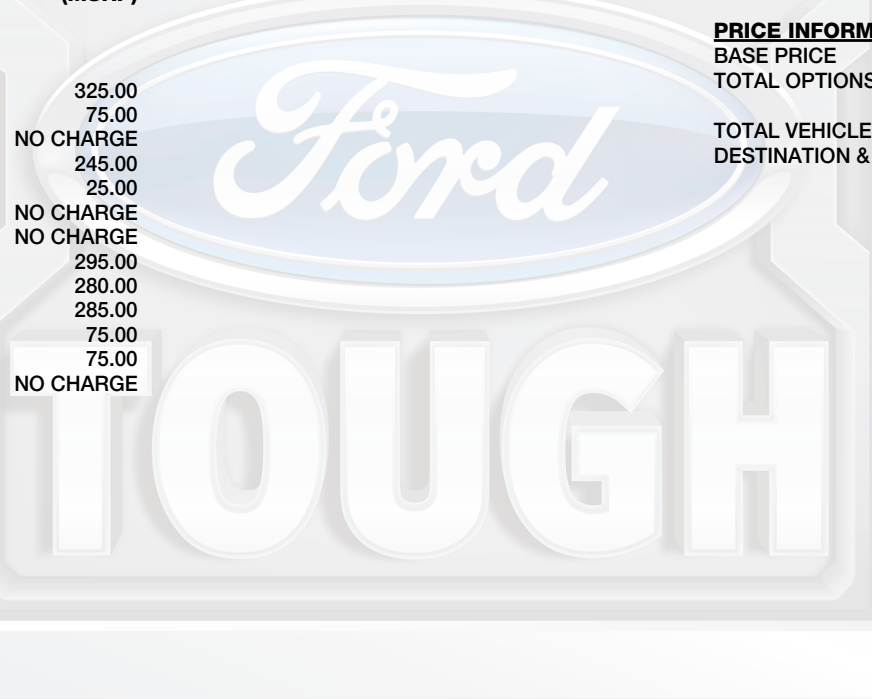 325.00
75.00
NO CHARGE
245.00
25.00
NO CHARGE
NO CHARGE
295.00
280.00
285.00
75.00
75.00
NO CHARGE
PRICE INFORM
BASE PRICE
TOTAL OPTIONS
TOTAL VEHICLE
DESTINATION &
Ford
TOUGH